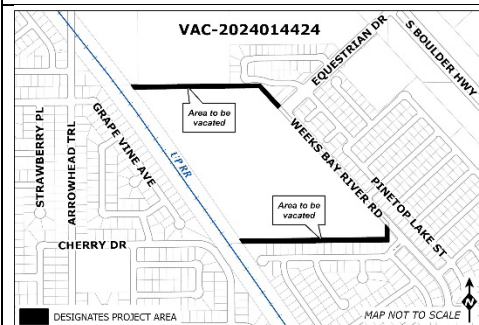 VAC-2024014424
EQUESTRIAN DR
S BOULDER HWY
Area to be
vacated
STRAWBERRY PL
ARROWHEAD TRL
GRAPE VINE AVE
UPRR
WEEKS BAY RIVER RD
PINETOP LAKE ST
Area to be
vacated
CHERRY DR
DESIGNATES PROJECT AREA
MAP NOT TO SCALE
N